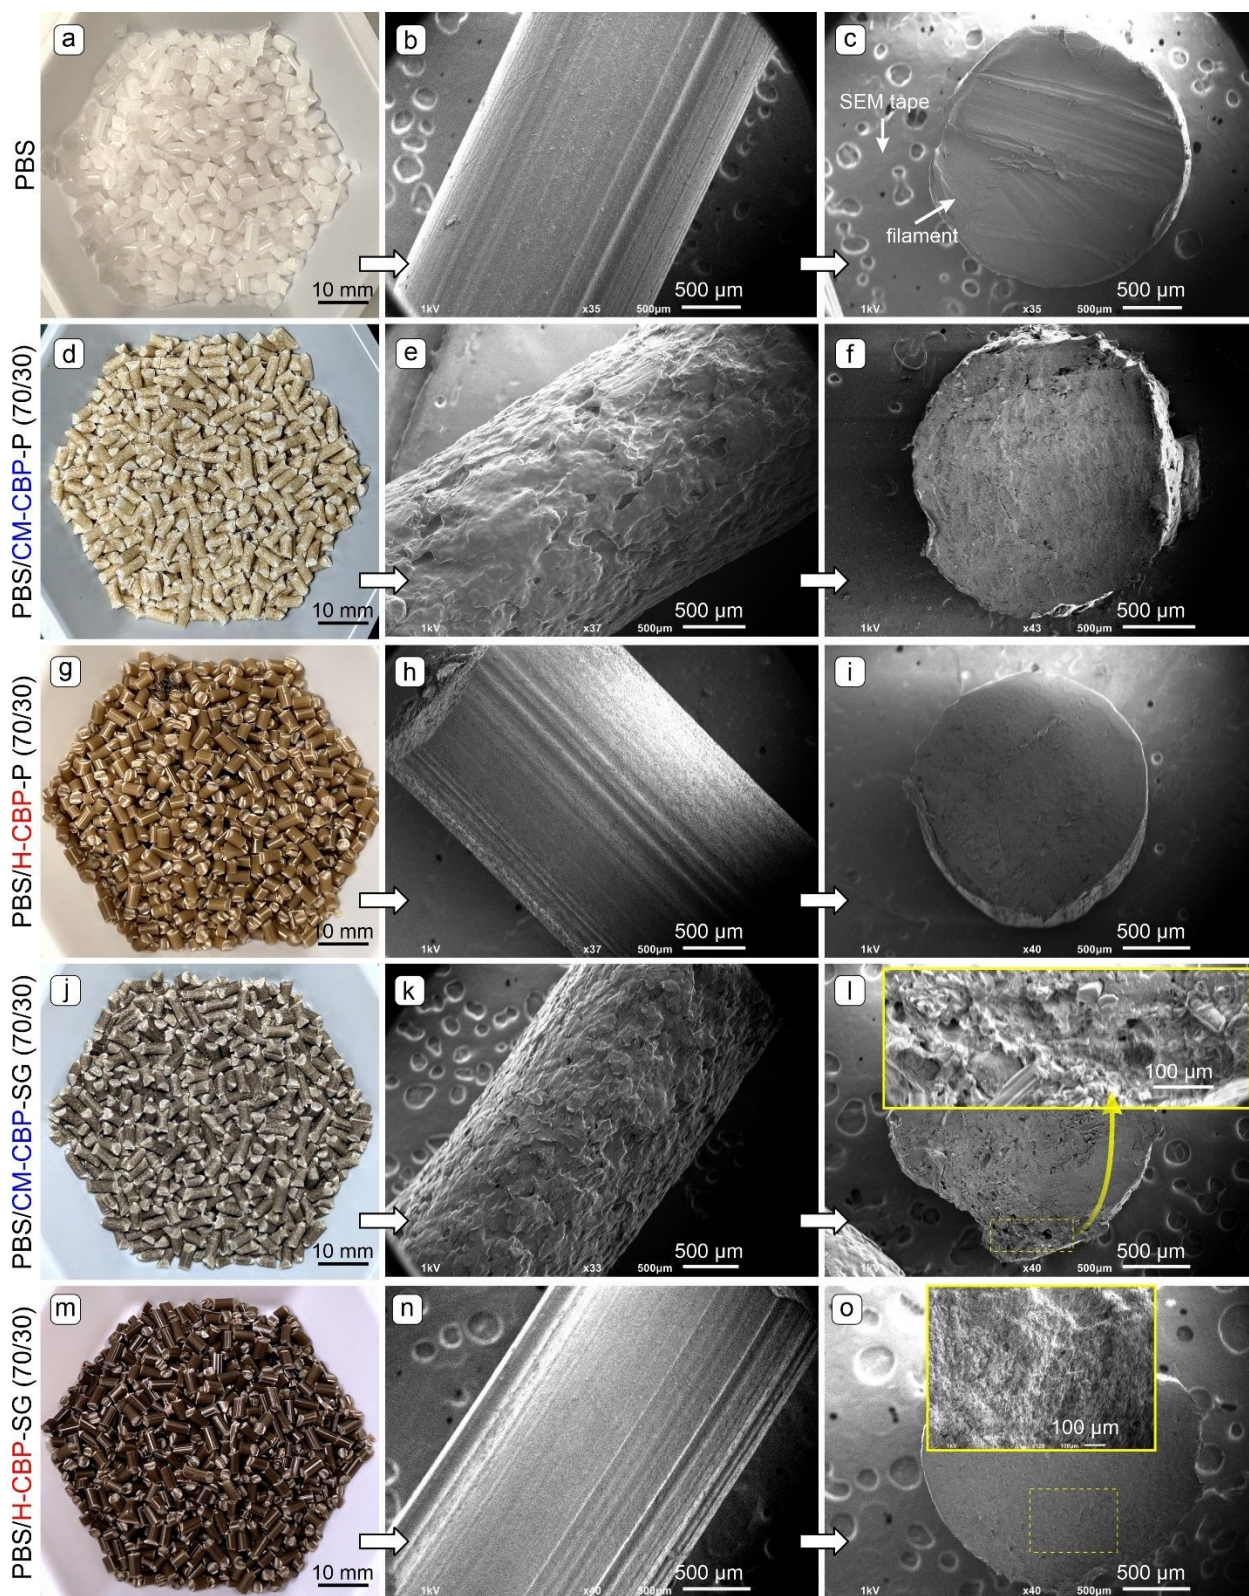 PBS
a
10 mm
b
1kV
x35
500µm
500 µm
c
SEM tape
filament
1kV
x35
500µm
500 µm
PBS/CM-CBP-P (70/30)
d
10 mm
e
1kV
x37
500µm
500 µm
f
1kV
x43
500µm
500 µm
PBS/H-CBP-P (70/30)
g
10 mm
h
1kV
x37
500µm
500 µm
i
1kV
x40
500µm
500 µm
PBS/CM-CBP-SG (70/30)
j
10 mm
k
1kV
x33
500µm
500 µm
l
100 µm
1kV
x40
500µm
500 µm
PBS/H-CBP-SG (70/30)
m
10 mm
n
1kV
x40
500µm
500 µm
o
100 µm
1kV
100µm
1kV
x40
500µm
500 µm